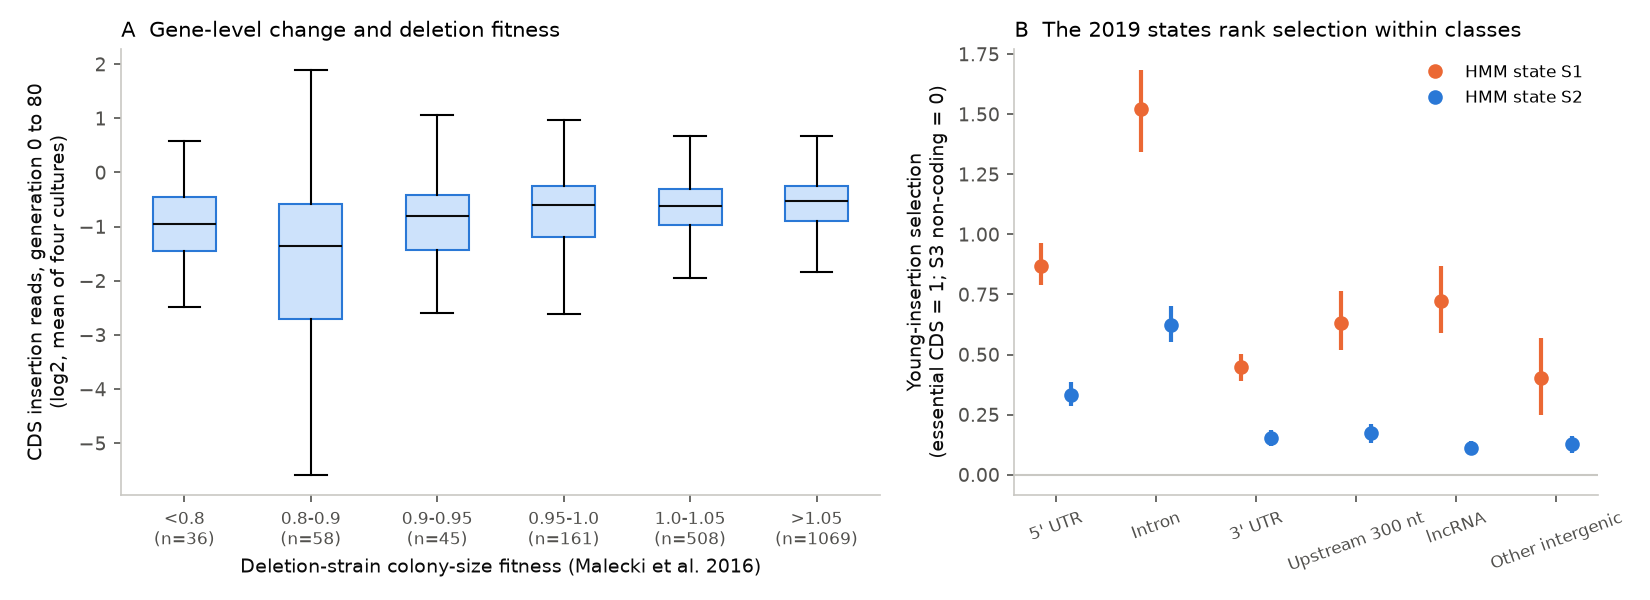 A  Gene-level change and deletion fitness
CDS insertion reads, generation 0 to 80
(log2, mean of four cultures)
2
1
0
−1
−2
−3
−4
−5
<0.8
(n=36)
0.8-0.9
(n=58)
0.9-0.95
(n=45)
0.95-1.0
(n=161)
1.0-1.05
(n=508)
>1.05
(n=1069)
Deletion-strain colony-size fitness (Malecki et al. 2016)
B  The 2019 states rank selection within classes
Young-insertion selection
(essential CDS = 1; S3 non-coding = 0)
1.75
1.50
1.25
1.00
0.75
0.50
0.25
0.00
HMM state S1
HMM state S2
5' UTR
Intron
3' UTR
Upstream 300 nt
lncRNA
Other intergenic